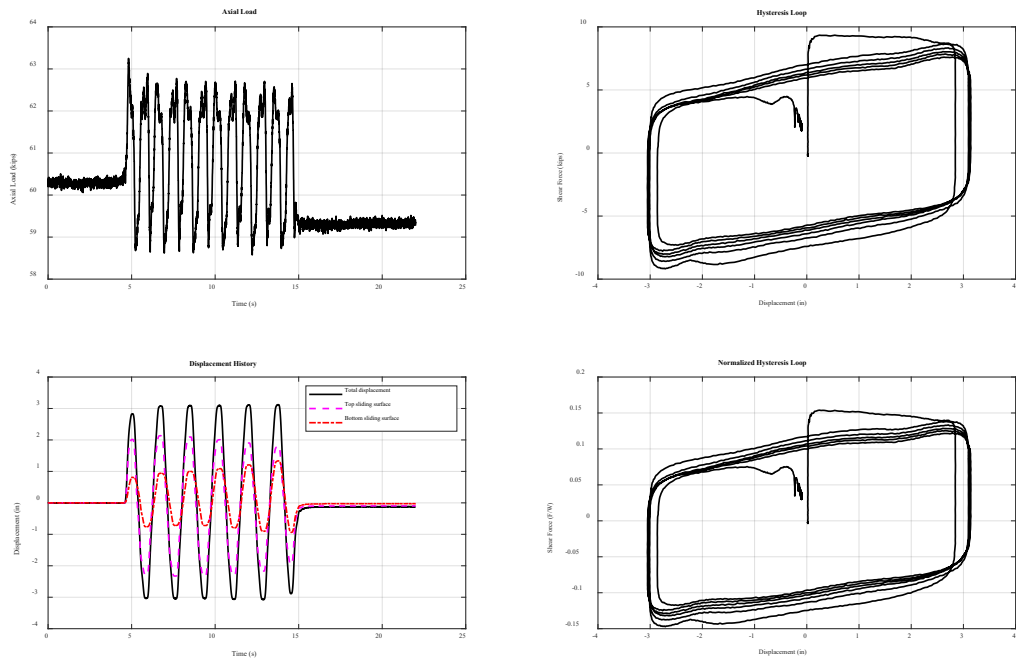 Axial Load
64
63
62
61
60
59
58
Axial Load (kips)
0 5 10 15 20 25
Time (s)
Hysteresis Loop
10
5
0
-5
-10
Shear Force(kips)
-4 -3 -2 -1 0 1 2 3 4
Displacement (in)
Displacement History
4
3
2
1
0
-1
-2
-3
-4
Displacement (in)
Total displacement
Top sliding surface
Bottom sliding surface
0 5 10 15 20 25
Time (s)
Normalized Hysteresis Loop
0.2
0.15
0.1
0.05
0
-0.05
-0.1
-0.15
Shear Force (F/W)
-4 -3 -2 -1 0 1 2 3 4
Displacement (in)